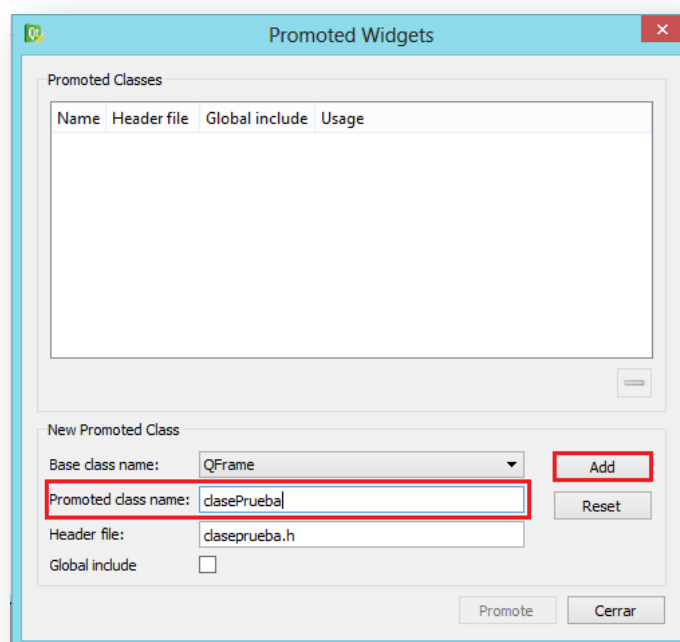 Promoted Widgets
Promoted Classes
Name Header file Global include Usage
New Promoted Class
Base class name: QFrame Add
Promoted class name: clasePrueba Reset
Header file: claseprueba.h
Global include
Promote Cerrar